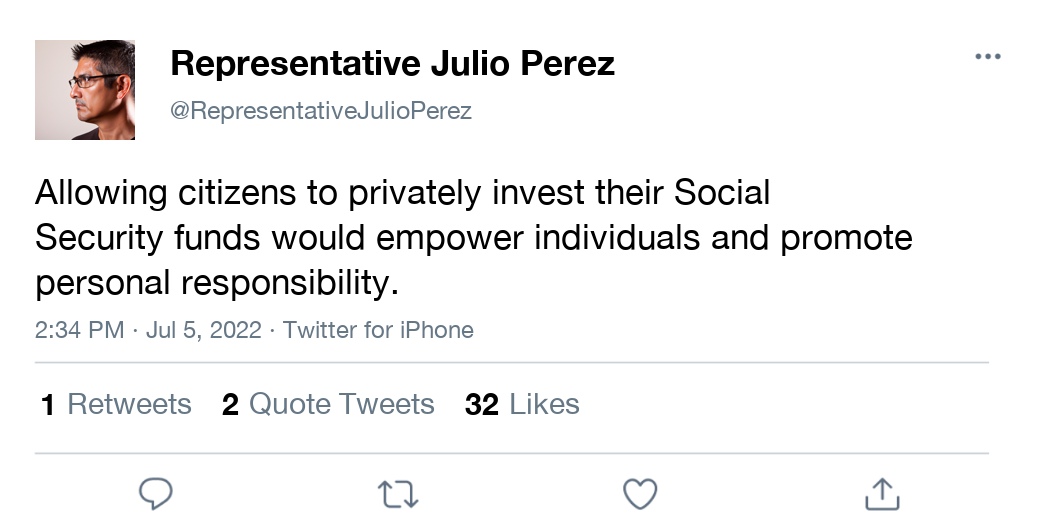 Representative Julio Perez
@RepresentativeJulioPerez
Allowing citizens to privately invest their Social
Security funds would empower individuals and promote
personal responsibility.
2:34 PM · Jul 5, 2022 · Twitter for iPhone
1 Retweets 2 Quote Tweets 32 Likes